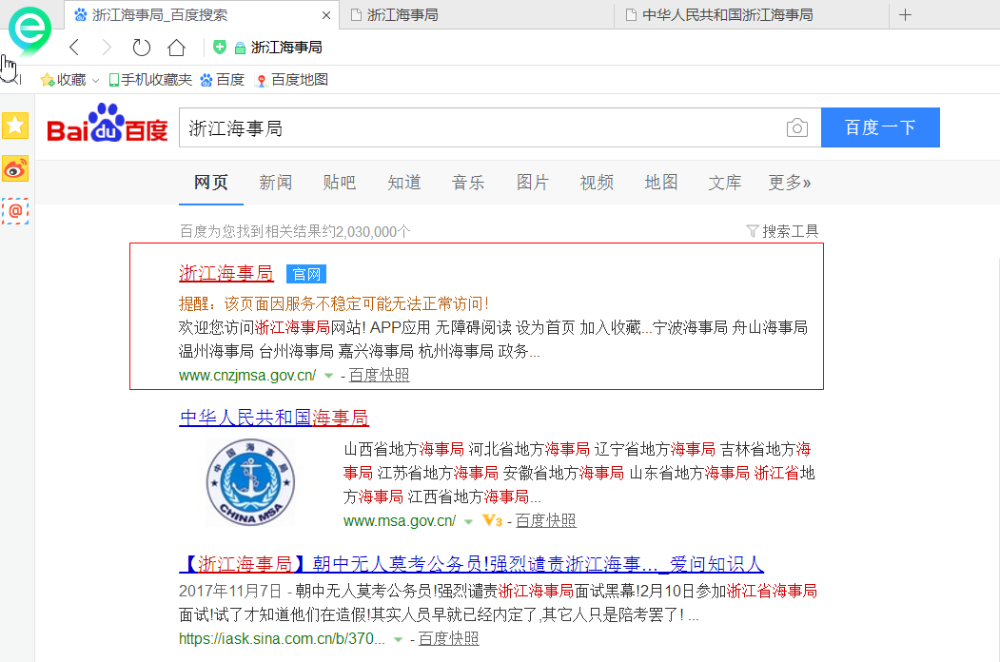 浙江海事局_百度搜索
浙江海事局
中华人民共和国浙江海事局
浙江海事局
收藏 手机收藏夹 百度 百度地图
Bai du 百度
浙江海事局
百度一下
网页 新闻 贴吧 知道 音乐 图片 视频 地图 文库 更多»
百度为您找到相关结果约2,030,000个
搜索工具
浙江海事局 官网
提醒：该页面因服务不稳定可能无法正常访问！
欢迎您访问浙江海事局网站! APP应用 无障碍阅读 设为首页 加入收藏...宁波海事局 舟山海事局
温州海事局 台州海事局 嘉兴海事局 杭州海事局 政务...
www.cnzjmsa.gov.cn/ - 百度快照
中华人民共和国海事局
中国海事局
CHINA MSA
山西省地方海事局 河北省地方海事局 辽宁省地方海事局 吉林省地方海
事局 江苏省地方海事局 安徽省地方海事局 山东省地方海事局 浙江省地
方海事局 江西省地方海事局...
www.msa.gov.cn/ V3 - 百度快照
【浙江海事局】朝中无人莫考公务员!强烈谴责浙江海事..._爱问知识人
2017年11月7日 - 朝中无人莫考公务员!强烈谴责浙江海事局面试黑幕!2月10日参加浙江省海事局
面试!试了才知道他们在造假!其实人员早就已经内定了,其它人只是陪考罢了! ...
https://iask.sina.com.cn/b/370... - 百度快照